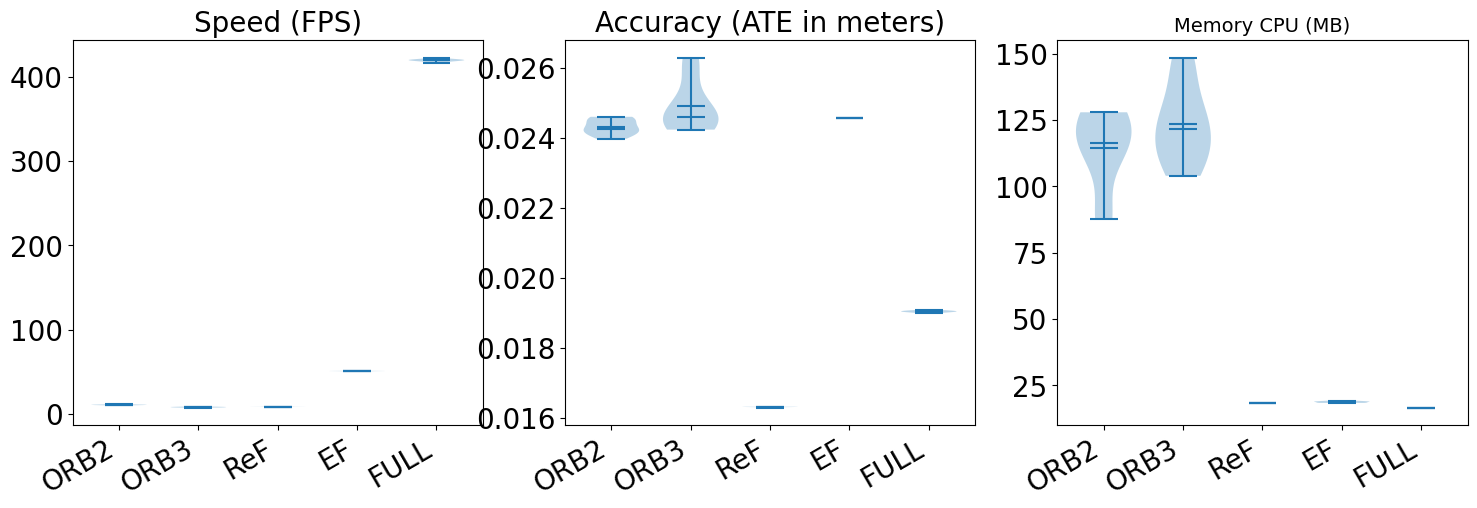 Speed (FPS)
400
300
200
100
0
ORB2 ORB3 ReF EF FULL
Accuracy (ATE in meters)
0.026
0.024
0.022
0.020
0.018
0.016
ORB2 ORB3 ReF EF FULL
Memory CPU (MB)
150
125
100
75
50
25
ORB2 ORB3 ReF EF FULL